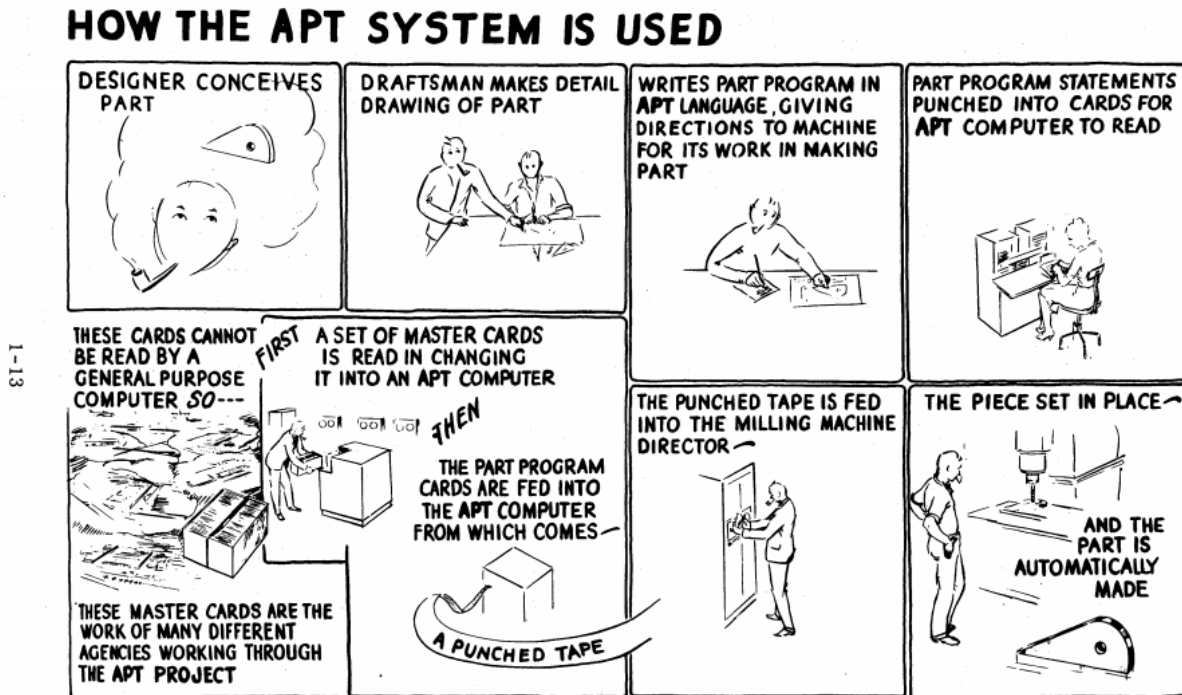 HOW THE APT SYSTEM IS USED
DESIGNER CONCEIVES
PART
DRAFTSMAN MAKES DETAIL
DRAWING OF PART
WRITES PART PROGRAM IN
APT LANGUAGE, GIVING
DIRECTIONS TO MACHINE
FOR ITS WORK IN MAKING
PART
PART PROGRAM STATEMENTS
PUNCHED INTO CARDS FOR
APT COMPUTER TO READ
THESE CARDS CANNOT
BE READ BY A
GENERAL PURPOSE
COMPUTER SO---
THESE MASTER CARDS ARE THE
WORK OF MANY DIFFERENT
AGENCIES WORKING THROUGH
THE APT PROJECT
FIRST
A SET OF MASTER CARDS
IS READ IN CHANGING
IT INTO AN APT COMPUTER
THEN
THE PART PROGRAM
CARDS ARE FED INTO
THE APT COMPUTER
FROM WHICH COMES~
A PUNCHED TAPE
THE PUNCHED TAPE IS FED
INTO THE MILLING MACHINE
DIRECTOR~
THE PIECE SET IN PLACE~
AND THE
PART IS
AUTOMATICALLY
MADE
1-13